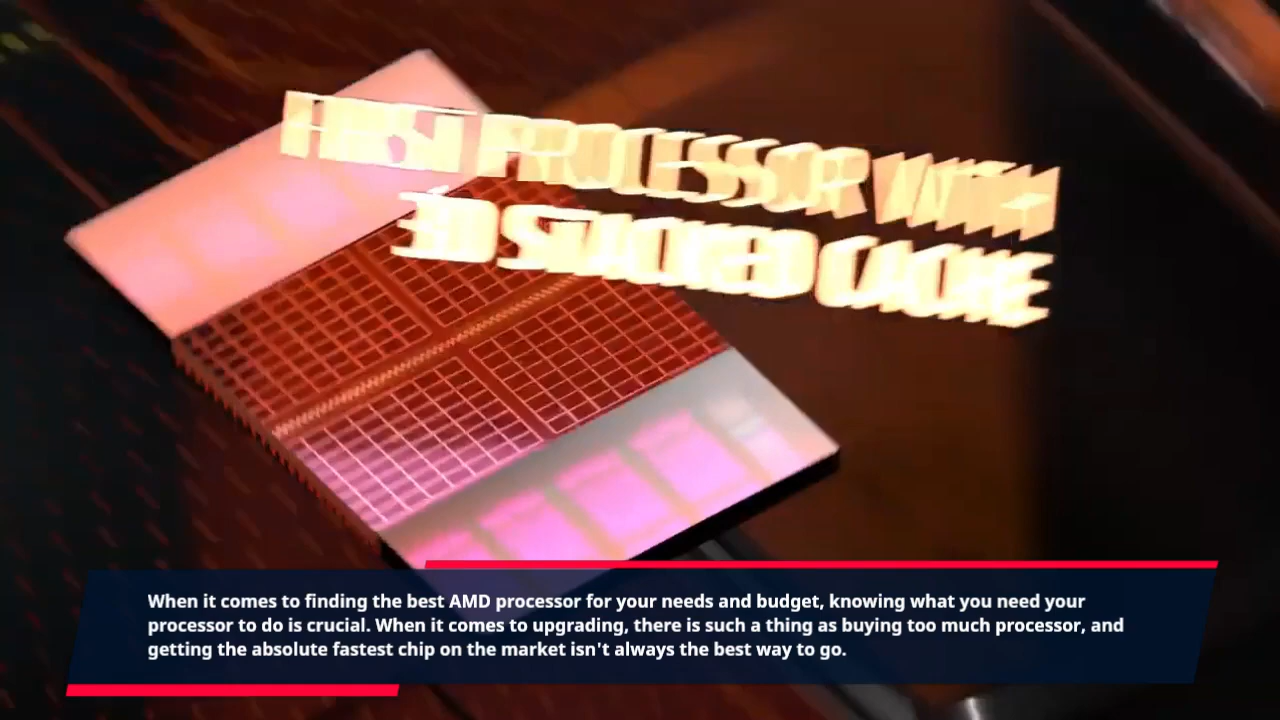 FIRST PROCESSOR WITH
3D STACKED CACHE
When it comes to finding the best AMD processor for your needs and budget, knowing what you need your
processor to do is crucial. When it comes to upgrading, there is such a thing as buying too much processor, and
getting the absolute fastest chip on the market isn't always the best way to go.